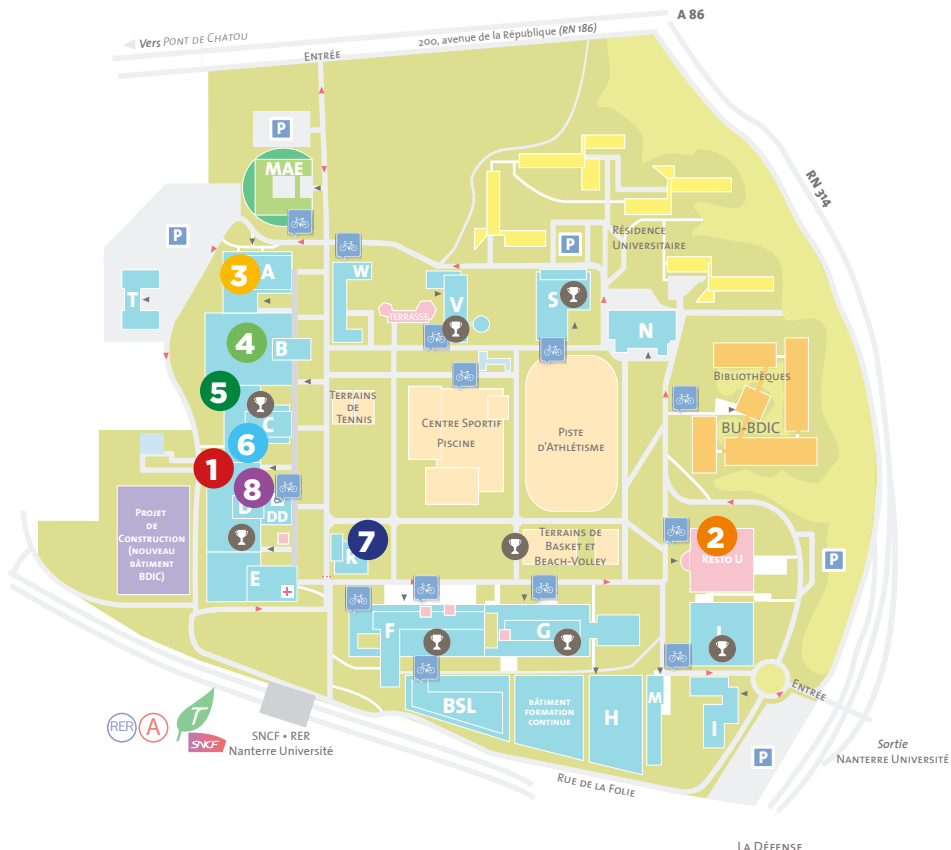 A 86
Vers PONT DE CHATOU
200, avenue de la République (RN 186)
ENTRÉE
P
MAE
RN 314
P
RÉSIDENCE
UNIVERSITAIRE
P
3
A
W
T
V
S
TERRASSE
N
4
B
BIBLIOTHÈQUES
5
TERRAINS
DE
TENNIS
CENTRE SPORTIF
PISCINE
PISTE
D'ATHLÉTISME
C
BU-BDIC
6
1
8
D
DD
PROJET
DE
CONSTRUCTION
(NOUVEAU
BÂTIMENT
BDIC)
7
K
TERRAINS DE
BASKET ET
BEACH-VOLLEY
2
RESTO U
P
E
F
G
L
ENTRÉE
BSL
BÂTIMENT
FORMATION
CONTINUE
H
M
I
RER
A
T
SNCF
SNCF • RER
Nanterre Université
P
Sortie
NANTERRE UNIVERSITÉ
RUE DE LA FOLIE
LA DÉFENSE